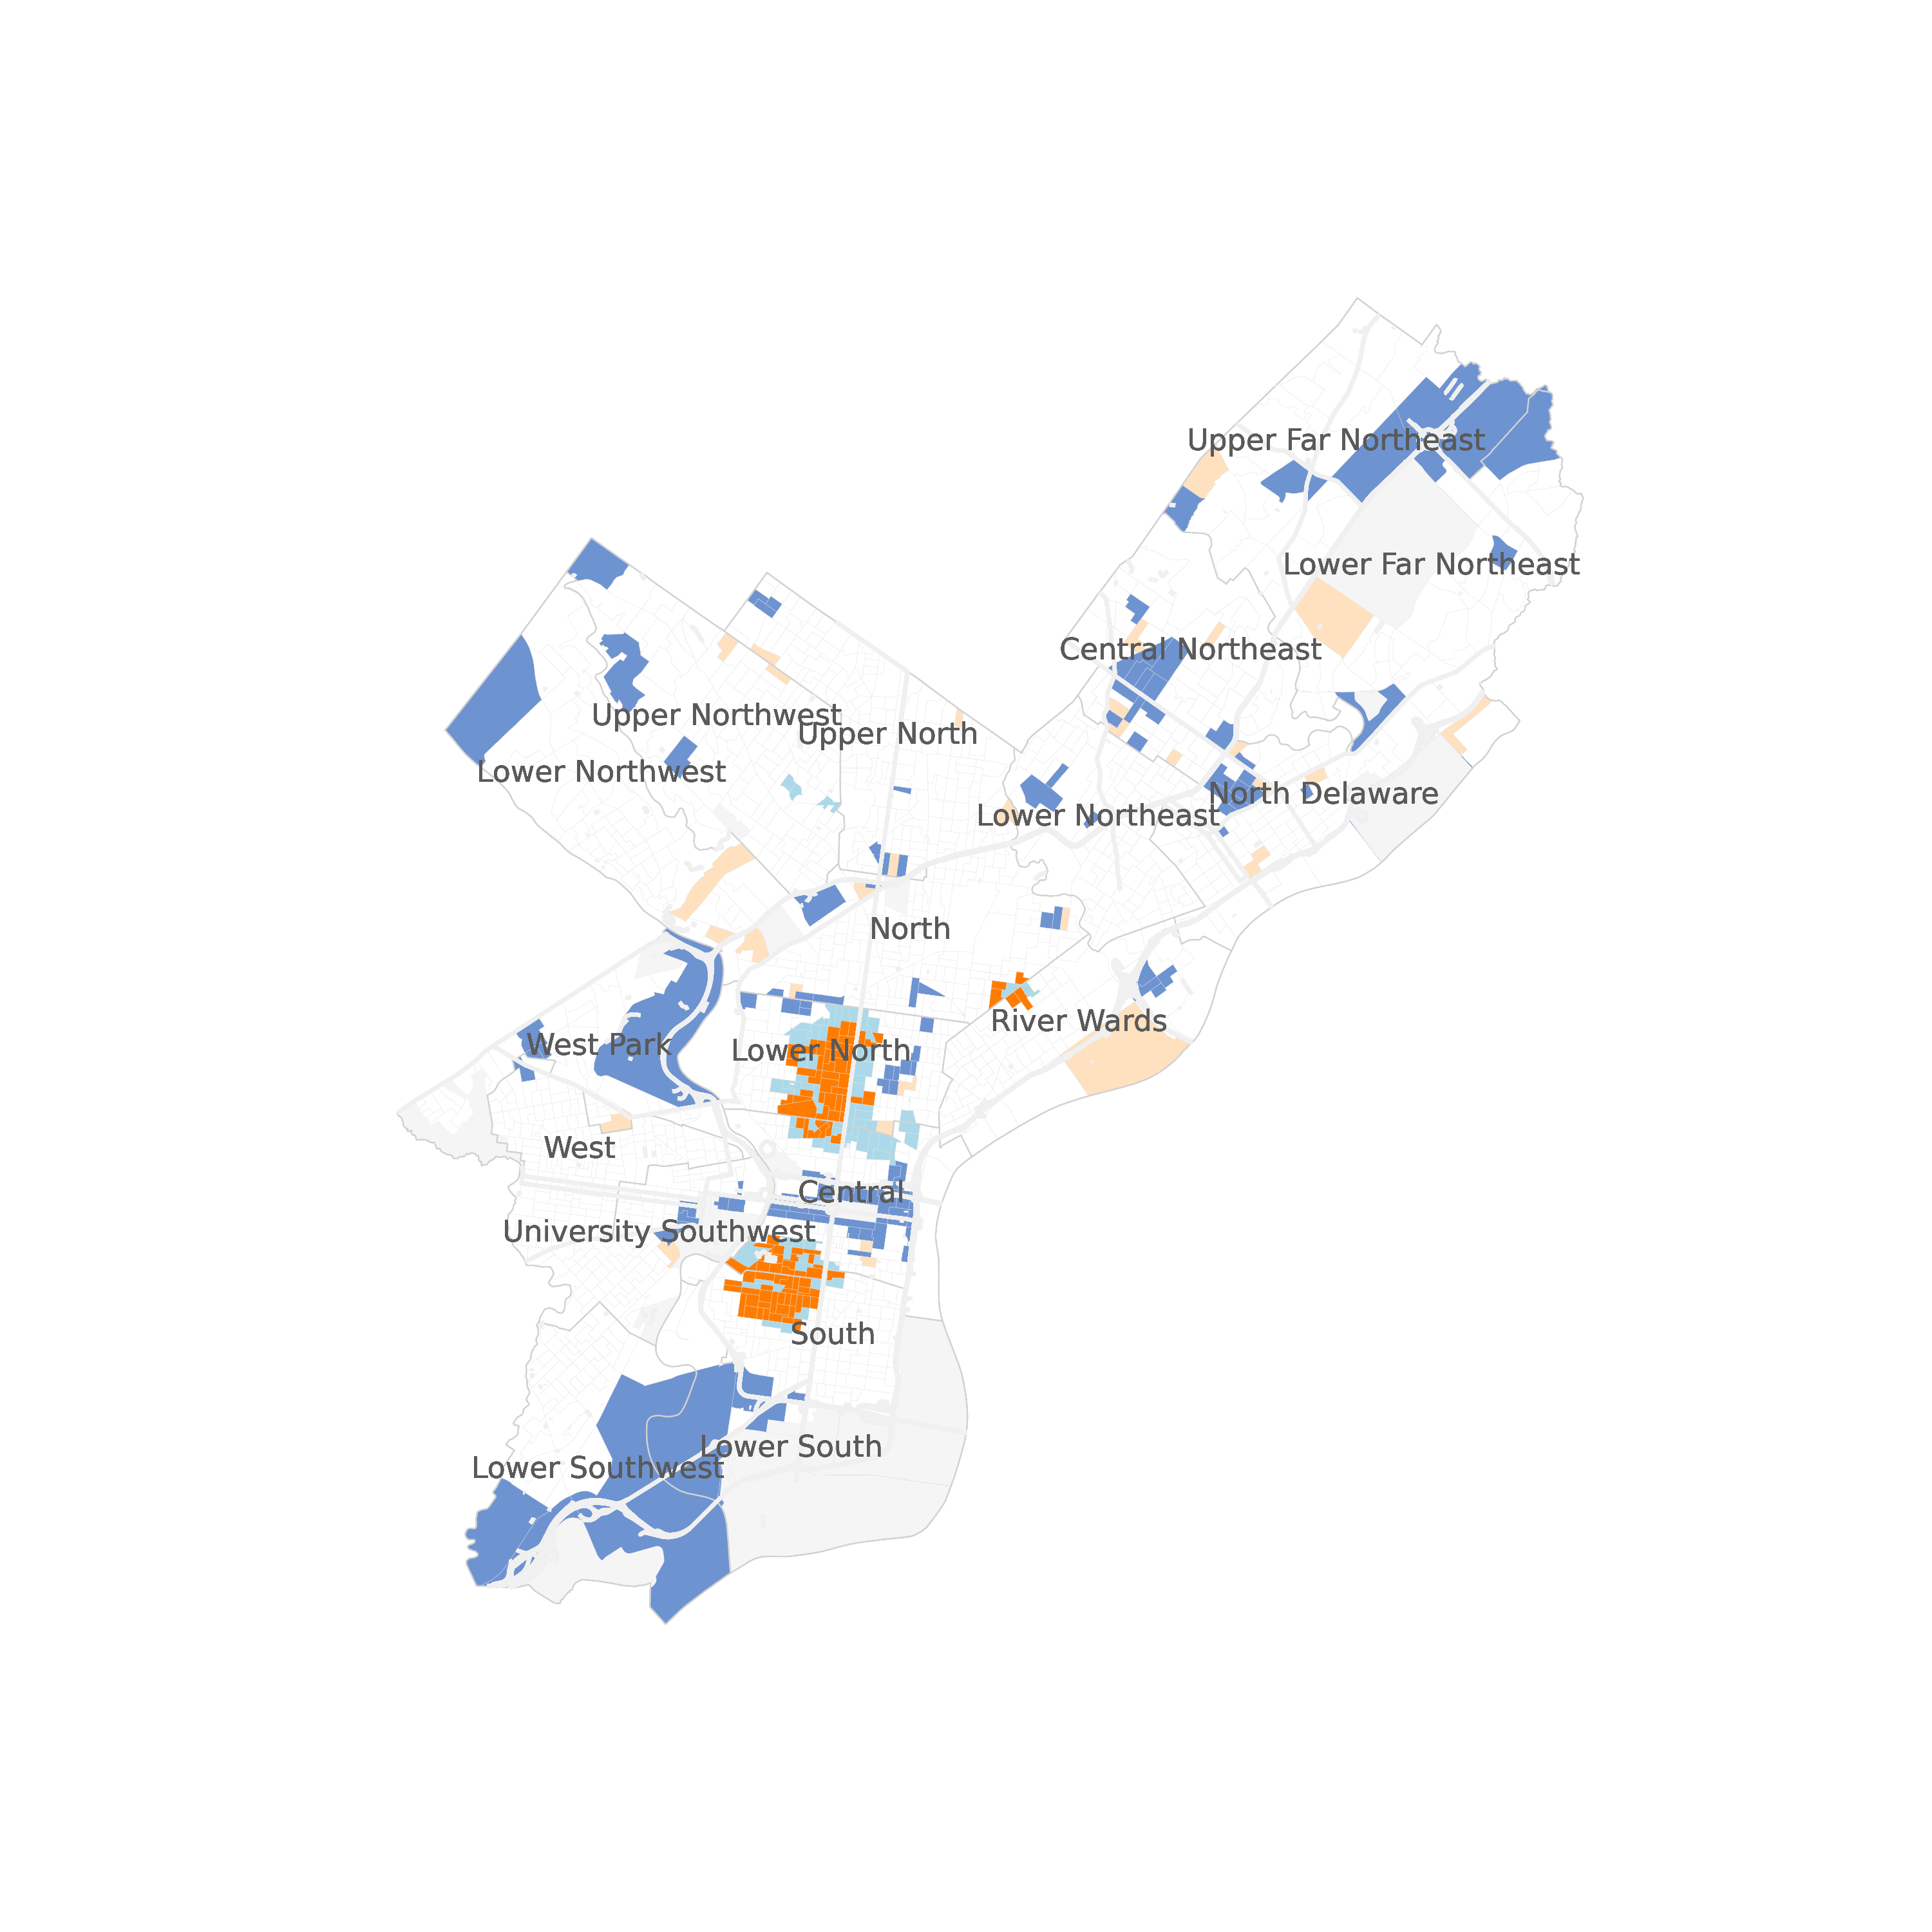 Upper Far Northeast
Lower Far Northeast
Central Northeast
Upper Northwest
Upper North
Lower Northwest
North Delaware
Lower Northeast
North
River Wards
West Park
Lower North
West
Central
University Southwest
South
Lower South
Lower Southwest